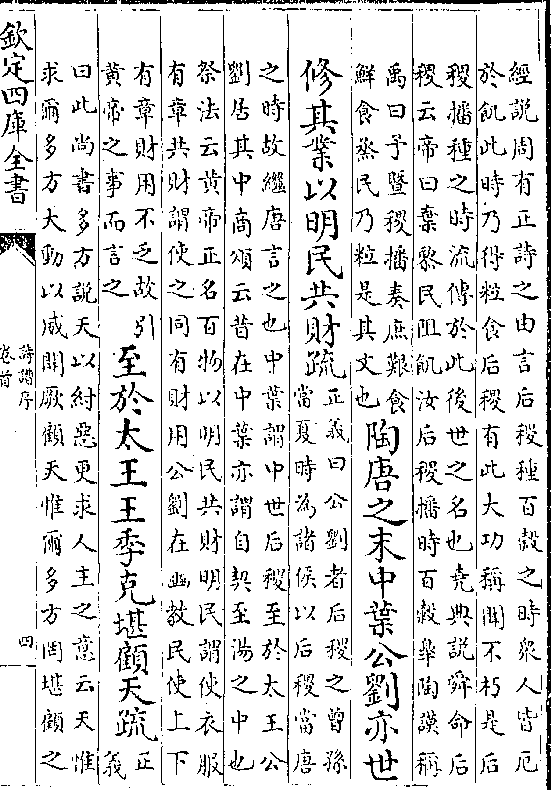 經說周有正詩之由言后稷種百穀之時衆人皆厄
於飢此時乃得粒食后稷有此大功稱聞不朽是后
稷播種之時流傳於此後世之名也堯典說舜命后
稷云帝曰棄黎民阻飢汝后稷播時百穀皋陶謨稱
禹曰予曁稷播奏庶艱食
鮮食烝民乃粒是其文也
陶唐之末中葉公劉亦世
修其業以明民共財疏
正義曰公劉者后稷之曾孫
當夏時為諸侯以后稷當唐
之時故繼唐言之也中葉謂中世后稷至於太王公
劉居其中商頌云昔在中葉亦謂自契至湯之中也
祭法云黄帝正名百物以明民共財明民謂使衣服
有章共財謂使之同有財用公劉在豳教民使上下
有章財用不乏故引
黄帝之事而言之
至於太王王季克堪顧天疏
正
義
曰此尚書多方說天以紂惡更求人主之意云天惟
求爾多方大動以威開厥顧天惟爾多方罔堪顧之
欽定四庫全書
詩譜序
卷首
四